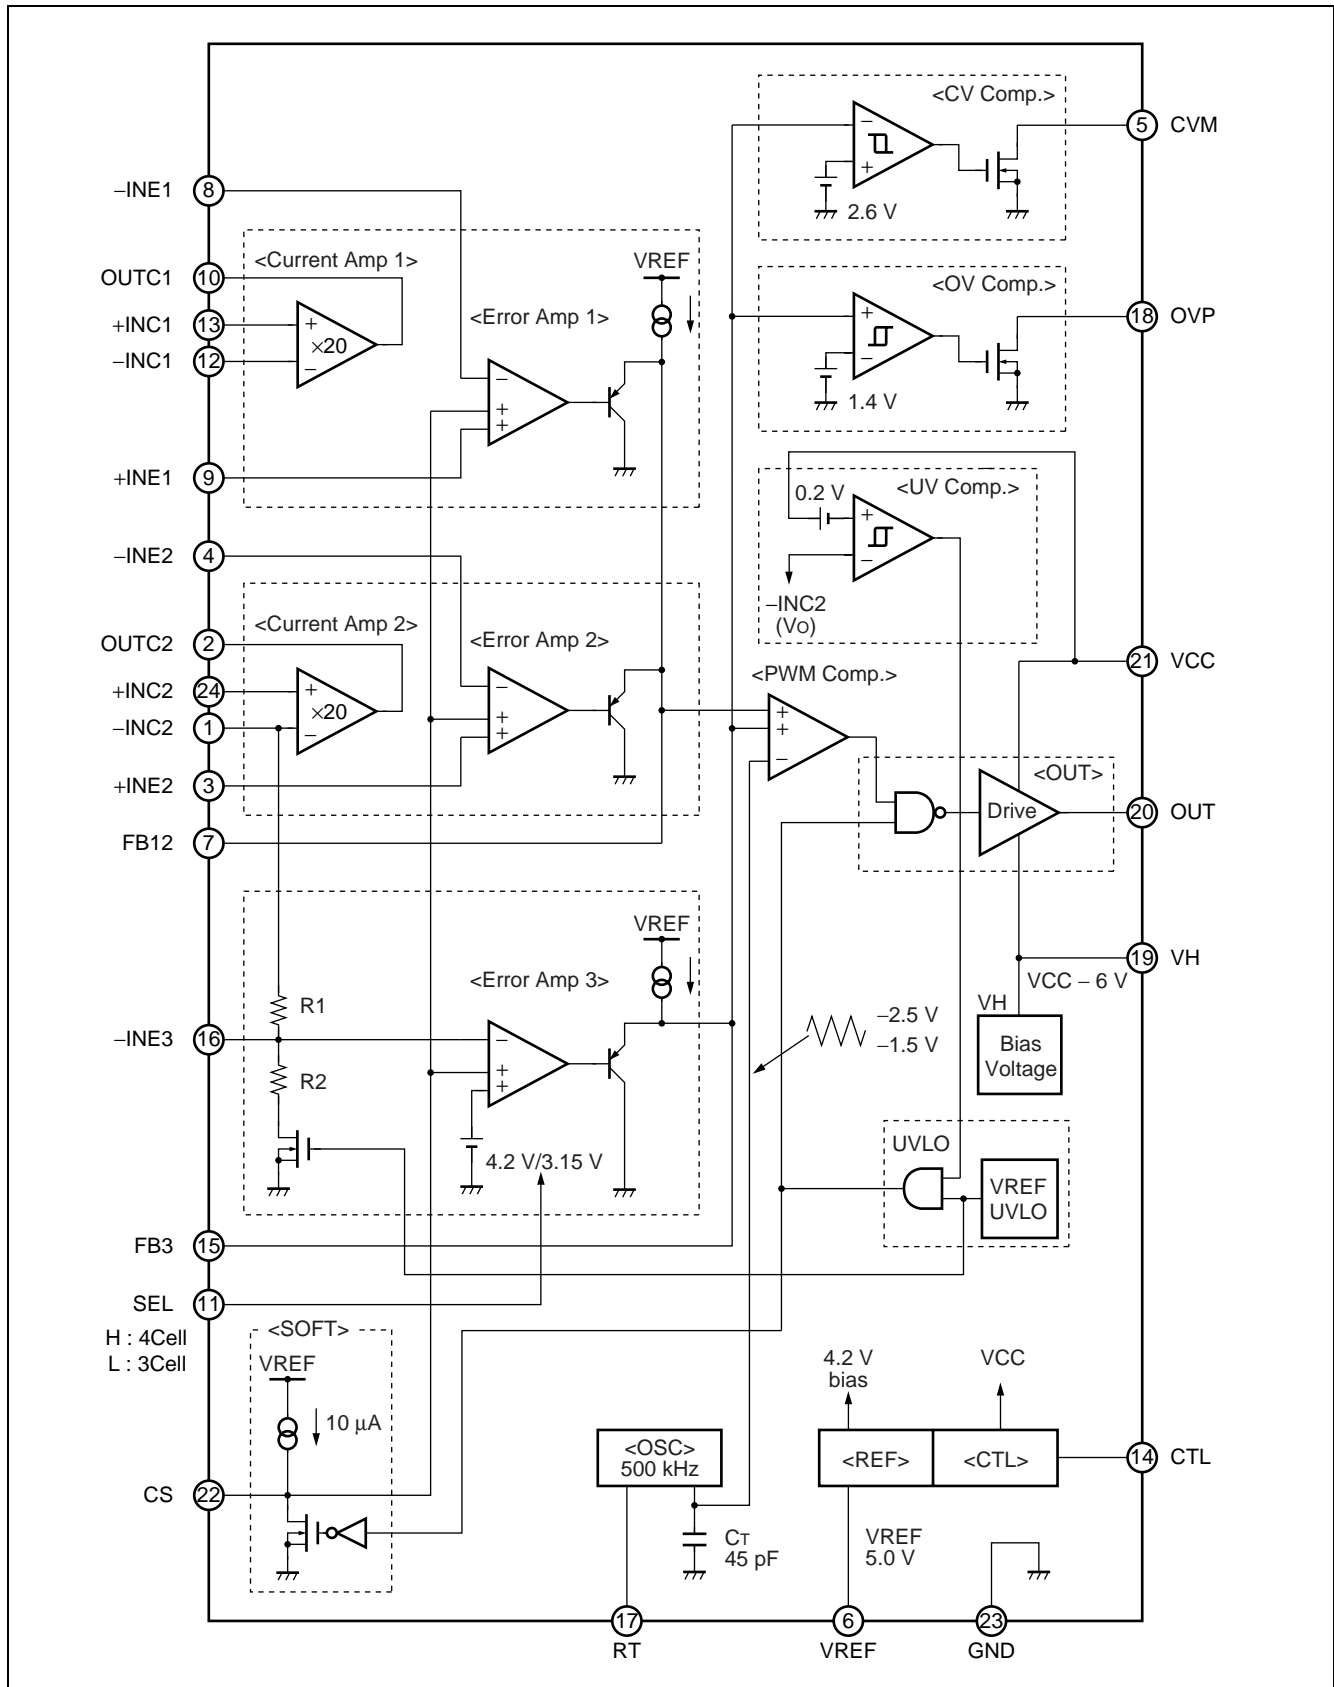 <CV Comp.>
−
+
2.6 V
5
CVM
−INE1
8
<Current Amp 1>
OUTC1
10
+INC1
13
+
×20
−INC1
12
−
<Error Amp 1>
VREF
−
+
+
+INE1
9
<OV Comp.>
+
−
1.4 V
18
OVP
<UV Comp.>
0.2 V
+
−
−INC2
(VO)
−INE2
4
<Current Amp 2>
OUTC2
2
+INC2
24
+
×20
−INC2
1
−
<Error Amp 2>
−
+
+
+INE2
3
FB12
7
<PWM Comp.>
+
+
−
21
VCC
<OUT>
Drive
20
OUT
VREF
<Error Amp 3>
R1
−INE3
16
−
+
+
R2
4.2 V/3.15 V
−2.5 V
−1.5 V
19
VH
VCC − 6 V
VH
Bias
Voltage
UVLO
VREF
UVLO
FB3
15
SEL
11
H : 4Cell
L : 3Cell
<SOFT>
VREF
10 µA
CS
22
<OSC>
500 kHz
CT
45 pF
4.2 V
bias
VCC
<REF>
<CTL>
14
CTL
VREF
5.0 V
17
RT
6
VREF
23
GND